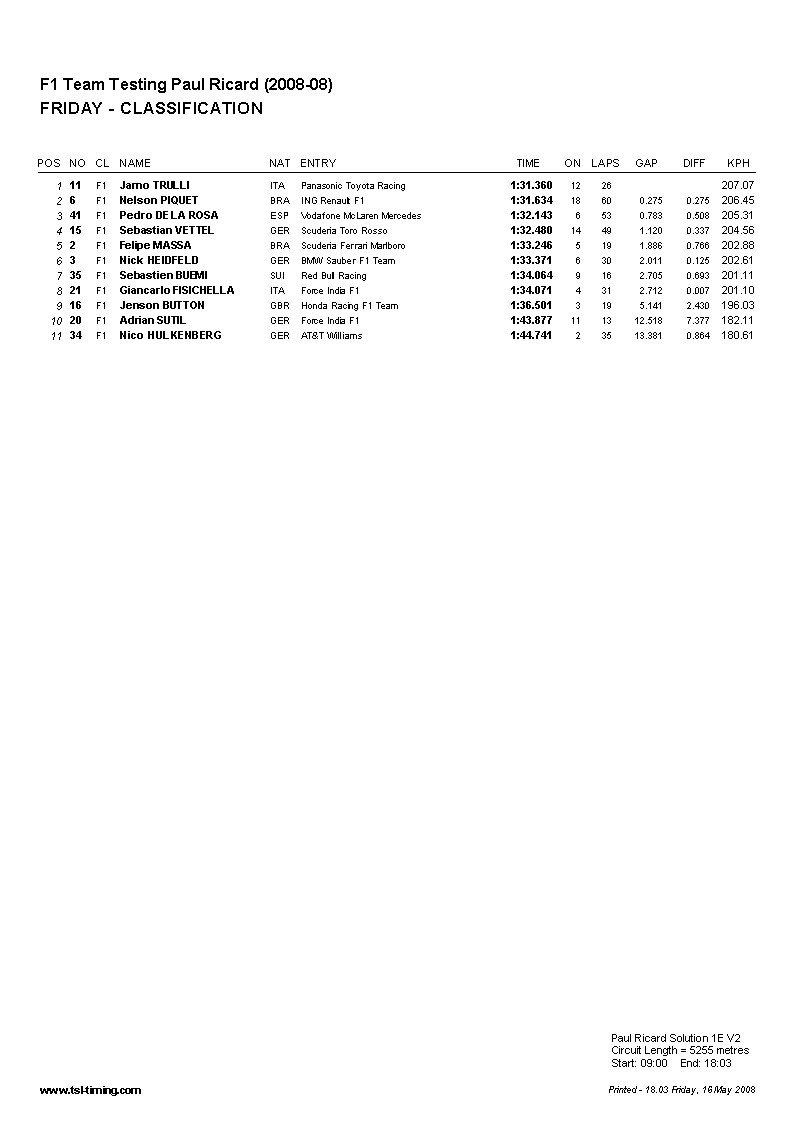 F1 Team Testing Paul Ricard (2008-08)
FRIDAY - CLASSIFICATION
POS NO CL NAME NAT ENTRY TIME ON LAPS GAP DIFF KPH
1 11 F1 Jarno TRULLI ITA Panasonic Toyota Racing 1:31.360 12 26 207.07
2 6 F1 Nelson PIQUET BRA ING Renault F1 1:31.634 18 60 0.275 0.275 206.45
3 41 F1 Pedro DE LA ROSA ESP Vodafone McLaren Mercedes 1:32.143 6 53 0.783 0.508 205.31
4 15 F1 Sebastian VETTEL GER Scuderia Toro Rosso 1:32.480 14 49 1.120 0.337 204.56
5 2 F1 Felipe MASSA BRA Scuderia Ferrari Marlboro 1:33.246 5 19 1.886 0.766 202.88
6 3 F1 Nick HEIDFELD GER BMW Sauber F1 Team 1:33.371 6 30 2.011 0.125 202.61
7 35 F1 Sebastien BUEMI SUI Red Bull Racing 1:34.064 9 16 2.705 0.693 201.11
8 21 F1 Giancarlo FISICHELLA ITA Force India F1 1:34.071 4 31 2.712 0.007 201.10
9 16 F1 Jenson BUTTON GBR Honda Racing F1 Team 1:36.501 3 19 5.141 2.430 196.03
10 20 F1 Adrian SUTIL GER Force India F1 1:43.877 11 13 12.518 7.377 182.11
11 34 F1 Nico HULKENBERG GER AT&T Williams 1:44.741 2 35 13.381 0.864 180.61
Paul Ricard Solution 1E V2
Circuit Length = 5255 metres
Start: 09:00 End: 18:03
www.tsl-timing.com Printed - 18.03 Friday, 16 May 2008